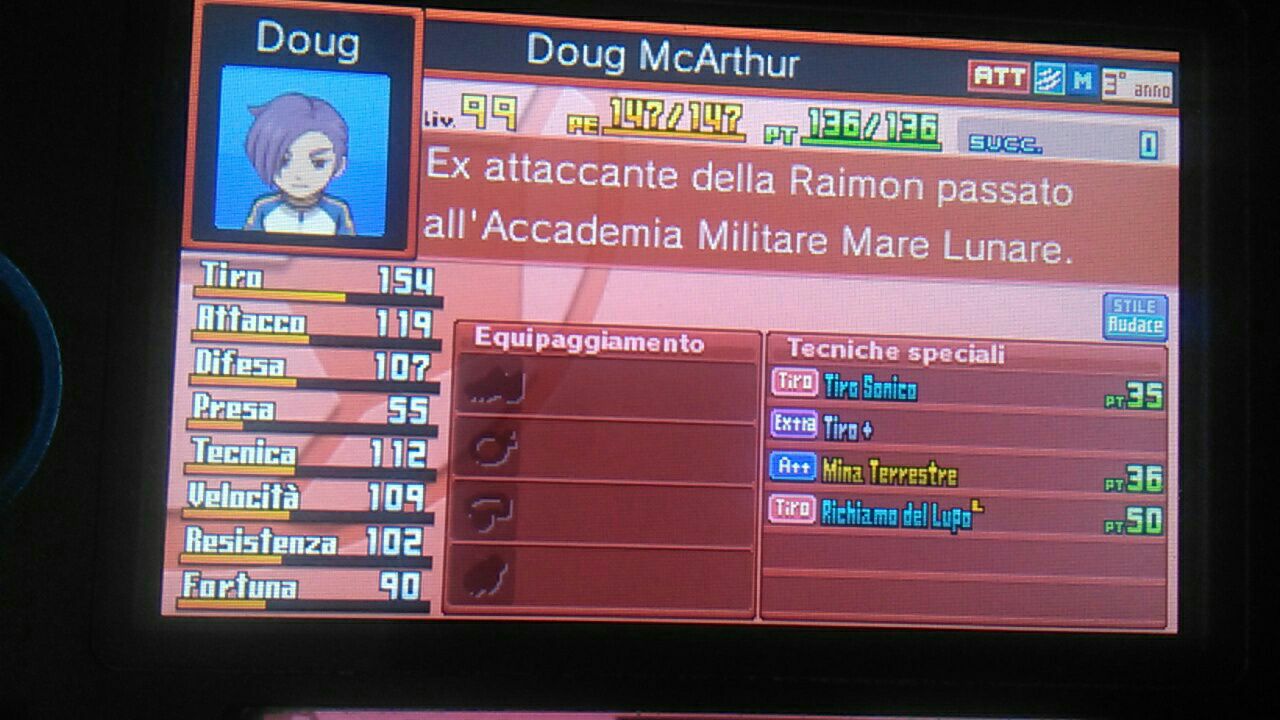 Doug
Doug McArthur
ATT M 3° anno
Liv. 99 PE 147/147 PT 136/136 SUCC. 0
Ex attaccante della Raimon passato
all'Accademia Militare Mare Lunare.
Tiro 154
Attacco 119
Difesa 107
Presa 55
Tecnica 112
Velocità 109
Resistenza 102
Fortuna 90
STILE
Audace
Equipaggiamento
Tecniche speciali
Tiro Tiro Sonico PT 35
Extra Tiro +
Att Mina Terrestre PT 36
Tiro Richiamo del Lupo L PT 50